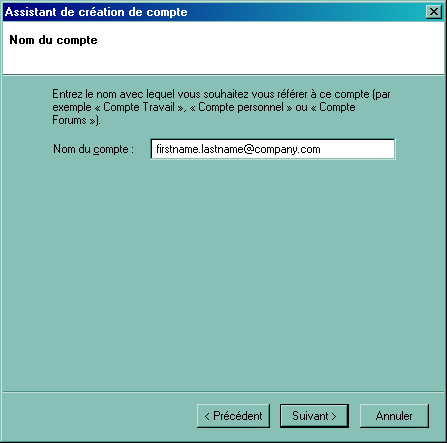 Assistant de création de compte
Nom du compte
Entrez le nom avec lequel vous souhaitez vous référer à ce compte (par
exemple « Compte Travail », « Compte personnel » ou « Compte
Forums »).
Nom du compte :
firstname.lastname@company.com
< Précédent
Suivant >
Annuler